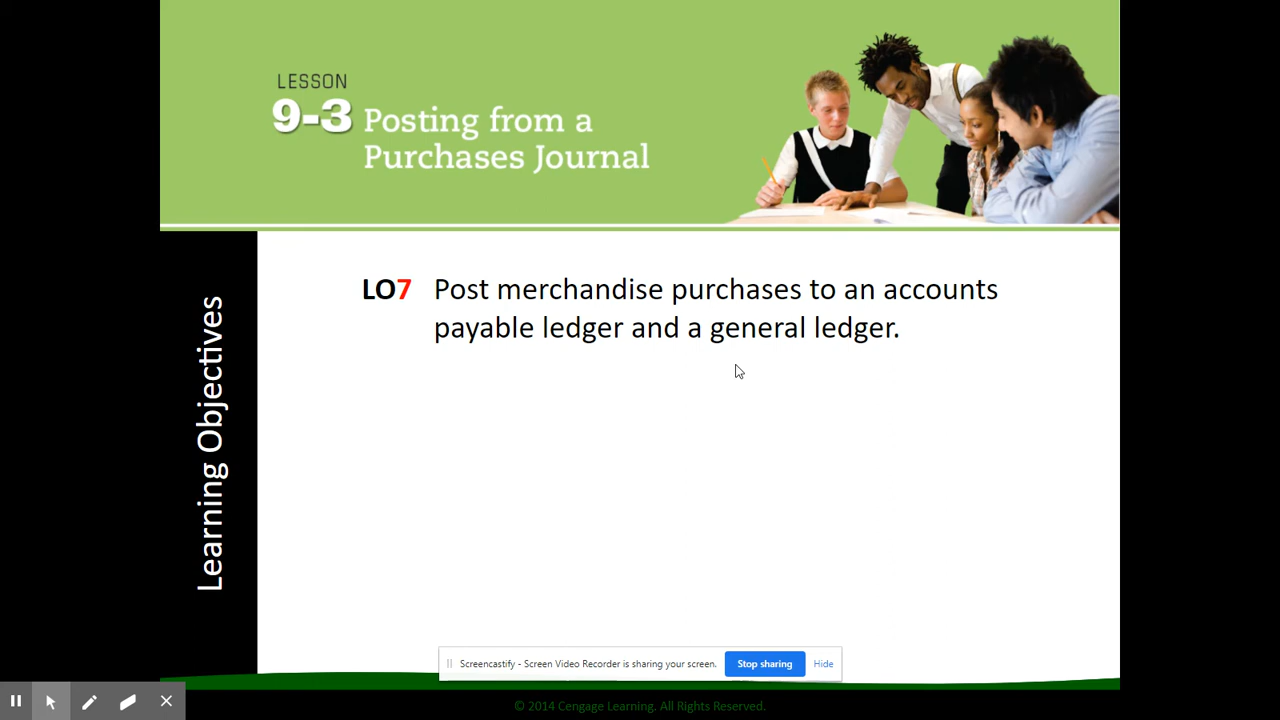 LESSON
9-3 Posting from a
Purchases Journal
LO7 Post merchandise purchases to an accounts
payable ledger and a general ledger.
Learning Objectives
Screencastify - Screen Video Recorder is sharing your screen. Stop sharing Hide
© 2014 Cengage Learning. All Rights Reserved.